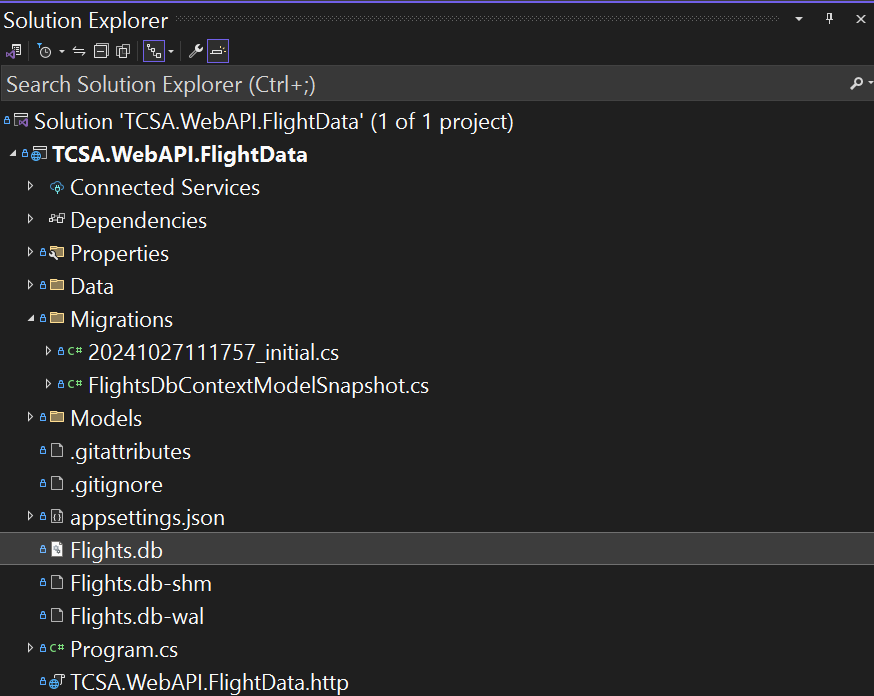 Solution Explorer
Search Solution Explorer (Ctrl+;)
Solution 'TCSA.WebAPI.FlightData' (1 of 1 project)
TCSA.WebAPI.FlightData
Connected Services
Dependencies
Properties
Data
Migrations
C# 20241027111757_initial.cs
C# FlightsDbContextModelSnapshot.cs
Models
.gitattributes
.gitignore
appsettings.json
Flights.db
Flights.db-shm
Flights.db-wal
C# Program.cs
TCSA.WebAPI.FlightData.http